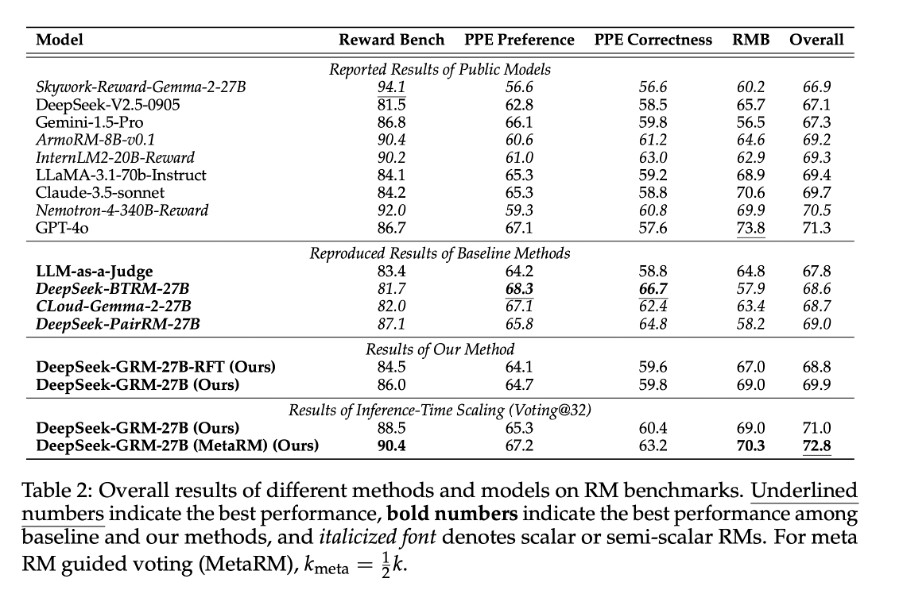 Model Reward Bench PPE Preference PPE Correctness RMB Overall
Reported Results of Public Models
Skywork-Reward-Gemma-2-27B 94.1 56.6 56.6 60.2 66.9
DeepSeek-V2.5-0905 81.5 62.8 58.5 65.7 67.1
Gemini-1.5-Pro 86.8 66.1 59.8 56.5 67.3
ArmoRM-8B-v0.1 90.4 60.6 61.2 64.6 69.2
InternLM2-20B-Reward 90.2 61.0 63.0 62.9 69.3
LLaMA-3.1-70b-Instruct 84.1 65.3 59.2 68.9 69.4
Claude-3.5-sonnet 84.2 65.3 58.8 70.6 69.7
Nemotron-4-340B-Reward 92.0 59.3 60.8 69.9 70.5
GPT-4o 86.7 67.1 57.6 73.8 71.3
Reproduced Results of Baseline Methods
LLM-as-a-Judge 83.4 64.2 58.8 64.8 67.8
DeepSeek-BTRM-27B 81.7 68.3 66.7 57.9 68.6
CLoud-Gemma-2-27B 82.0 67.1 62.4 63.4 68.7
DeepSeek-PairRM-27B 87.1 65.8 64.8 58.2 69.0
Results of Our Method
DeepSeek-GRM-27B-RFT (Ours) 84.5 64.1 59.6 67.0 68.8
DeepSeek-GRM-27B (Ours) 86.0 64.7 59.8 69.0 69.9
Results of Inference-Time Scaling (Voting@32)
DeepSeek-GRM-27B (Ours) 88.5 65.3 60.4 69.0 71.0
DeepSeek-GRM-27B (MetaRM) (Ours) 90.4 67.2 63.2 70.3 72.8
Table 2: Overall results of different methods and models on RM benchmarks. Underlined
numbers indicate the best performance, bold numbers indicate the best performance among
baseline and our methods, and italicized font denotes scalar or semi-scalar RMs. For meta
RM guided voting (MetaRM), k_meta = 1/2 k.